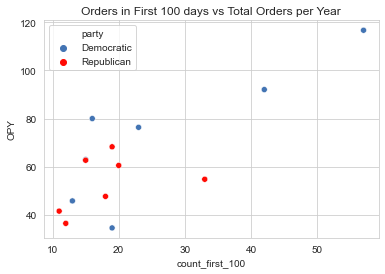 Orders in First 100 days vs Total Orders per Year
party
Democratic
Republican
120
100
80
60
40
OPY
10 20 30 40 50
count_first_100